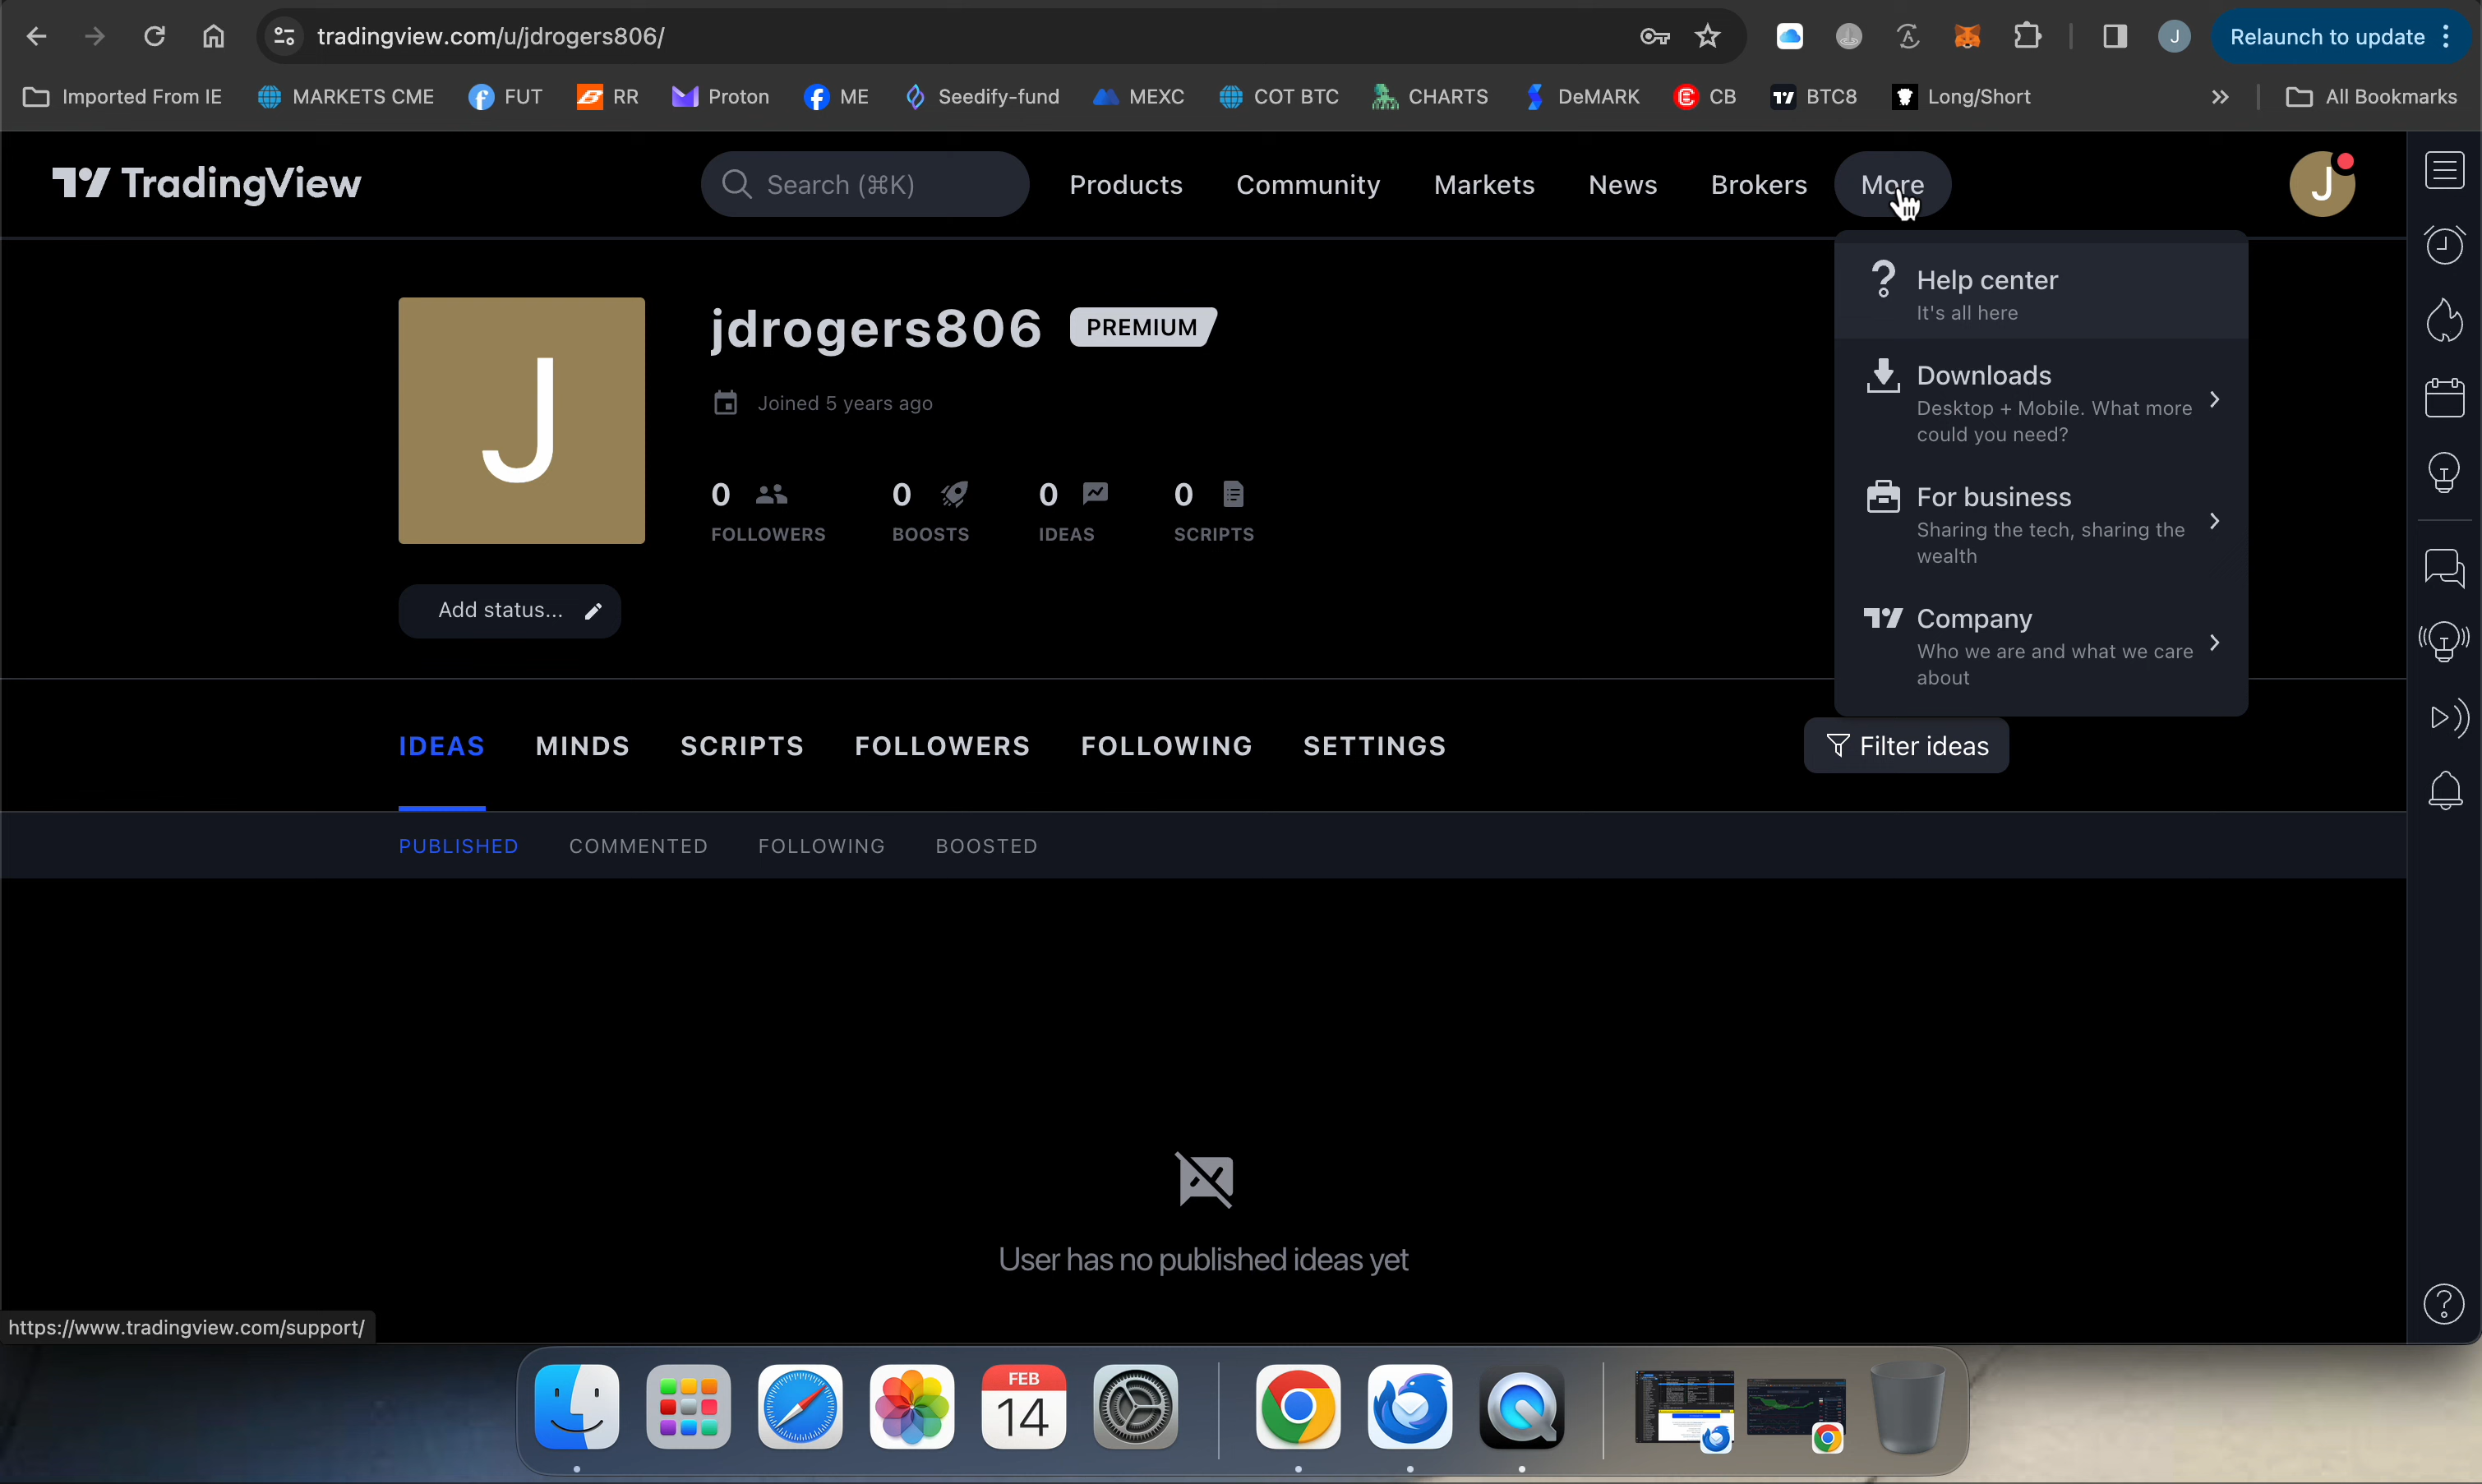 tradingview.com/u/jdrogers806/
J
Relaunch to update
Imported From IE
MARKETS CME
FUT
RR
Proton
ME
Seedify-fund
MEXC
COT BTC
CHARTS
DeMARK
CB
BTC8
Long/Short
All Bookmarks
TradingView
Search (⌘K)
Products
Community
Markets
News
Brokers
More
J
J
jdrogers806
PREMIUM
Joined 5 years ago
0
0
0
0
FOLLOWERS
BOOSTS
IDEAS
SCRIPTS
Add status...
Help center
It's all here
Downloads
Desktop + Mobile. What more
could you need?
For business
Sharing the tech, sharing the
wealth
Company
Who we are and what we care
about
IDEAS
MINDS
SCRIPTS
FOLLOWERS
FOLLOWING
SETTINGS
Filter ideas
PUBLISHED
COMMENTED
FOLLOWING
BOOSTED
User has no published ideas yet
https://www.tradingview.com/support/
FEB
14